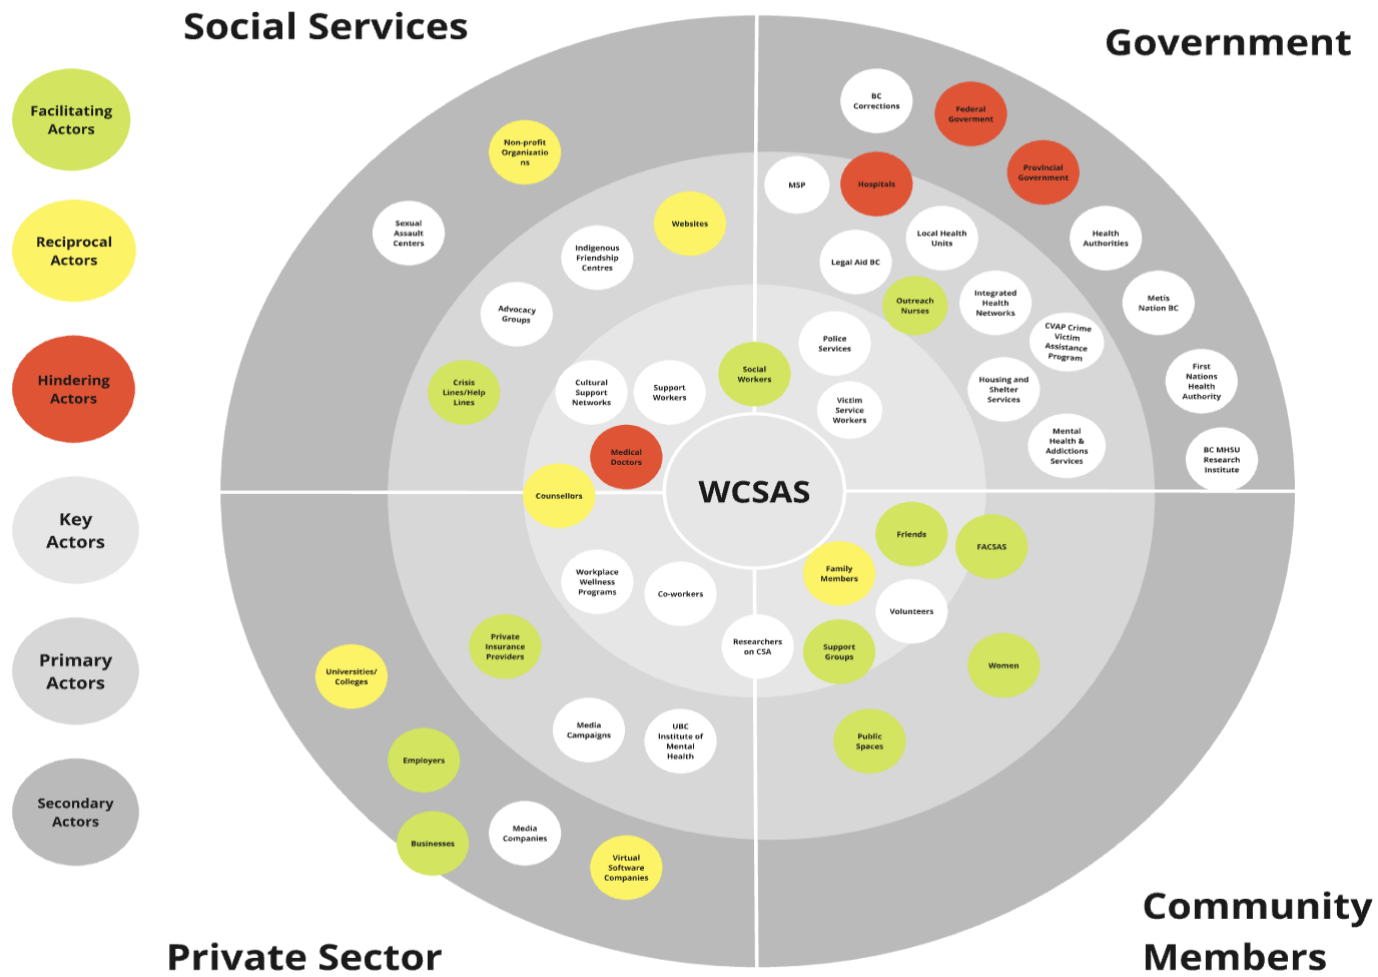 Social Services
Government
Facilitating
Actors
Reciprocal
Actors
Hindering
Actors
Key
Actors
Primary
Actors
Secondary
Actors
Non-profit
Organizatio
ns
Sexual
Assault
Centers
Websites
Indigenous
Friendship
Centres
Advocacy
Groups
Crisis
Lines/Help
Lines
Cultural
Support
Networks
Support
Workers
Medical
Doctors
Social
Workers
Counsellors
BC
Corrections
Federal
Goverment
Provincial
Government
MSP
Hospitals
Local Health
Units
Health
Authorities
Legal Aid BC
Outreach
Nurses
Integrated
Health
Networks
Metis
Nation BC
CVAP Crime
Victim
Assistance
Program
Police
Services
Victim
Service
Workers
Housing and
Shelter
Services
First
Nations
Health
Authority
Mental
Health &
Addictions
Services
BC MHSU
Research
Institute
WCSAS
Workplace
Wellness
Programs
Co-workers
Private
Insurance
Providers
Universities/
Colleges
Media
Campaigns
UBC
Institute of
Mental
Health
Employers
Businesses
Media
Companies
Virtual
Software
Companies
Researchers
on CSA
Friends
FACSAS
Family
Members
Volunteers
Support
Groups
Women
Public
Spaces
Private Sector
Community
Members